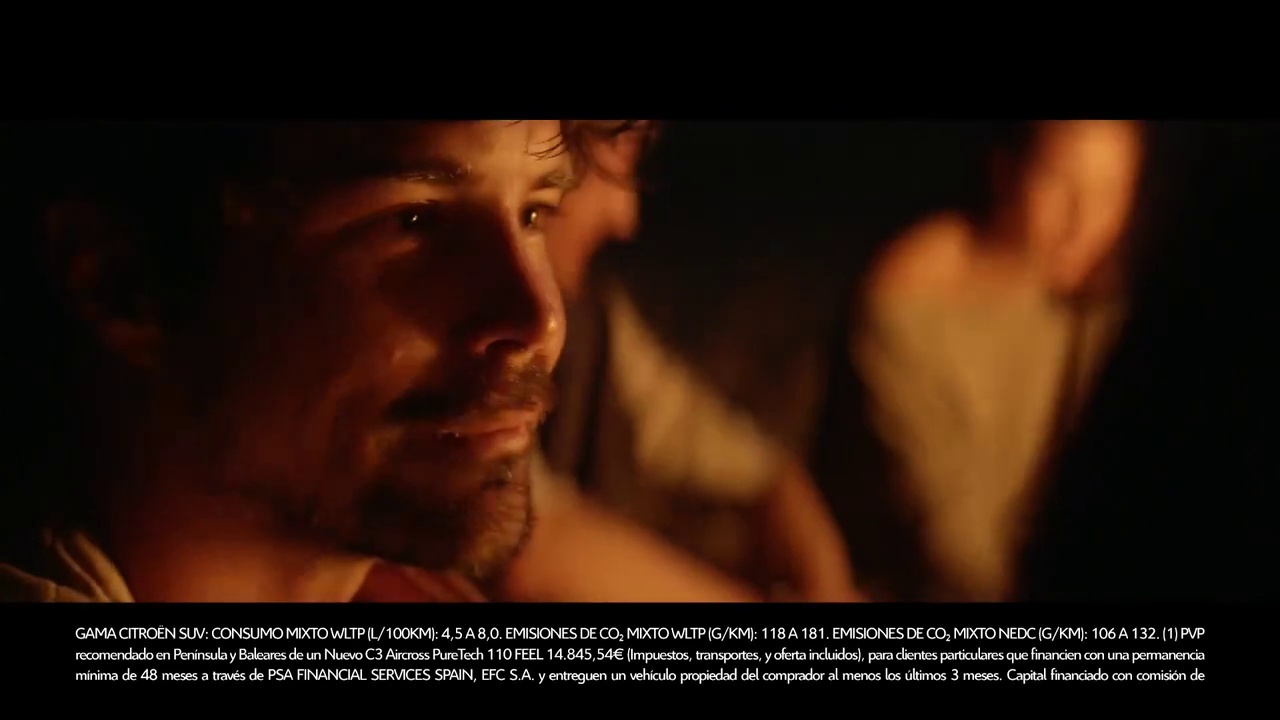 GAMA CITROËN SUV: CONSUMO MIXTO WLTP (L/100KM): 4,5 A 8,0. EMISIONES DE CO₂ MIXTO WLTP (G/KM): 118 A 181. EMISIONES DE CO₂ MIXTO NEDC (G/KM): 106 A 132. (1) PVP
recomendado en Península y Baleares de un Nuevo C3 Aircross PureTech 110 FEEL 14.845,54€ (Impuestos, transportes, y oferta incluidos), para clientes particulares que financien con una permanencia
mínima de 48 meses a través de PSA FINANCIAL SERVICES SPAIN, EFC S.A. y entreguen un vehículo propiedad del comprador al menos los últimos 3 meses. Capital financiado con comisión de